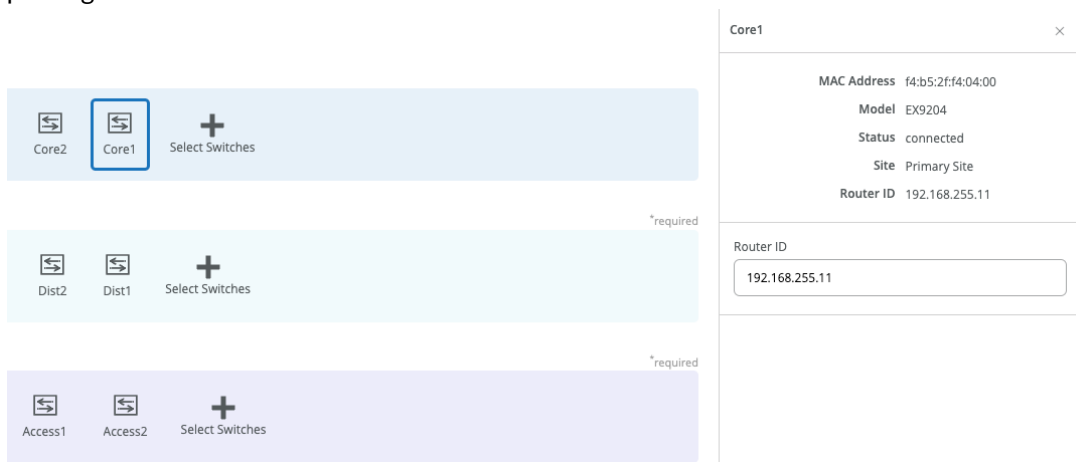 Core1
MAC Address f4:b5:2f:f4:04:00
Model EX9204
Status connected
Site Primary Site
Router ID 192.168.255.11
Router ID
192.168.255.11
Core2 Core1 Select Switches
*required
Dist2 Dist1 Select Switches
*required
Access1 Access2 Select Switches